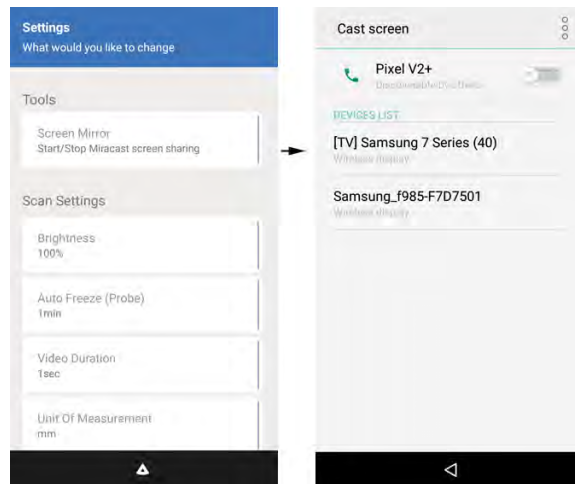 Settings
What would you like to change
Tools
Screen Mirror
Start/Stop Miracast screen sharing
Scan Settings
Brightness
100%
Auto Freeze (Probe)
1min
Video Duration
1sec
Unit Of Measurement
mm
Cast screen
Pixel V2+
DEVICES LIST
[TV] Samsung 7 Series (40)
Wireless display
Samsung_f985-F7D7501
Wireless display